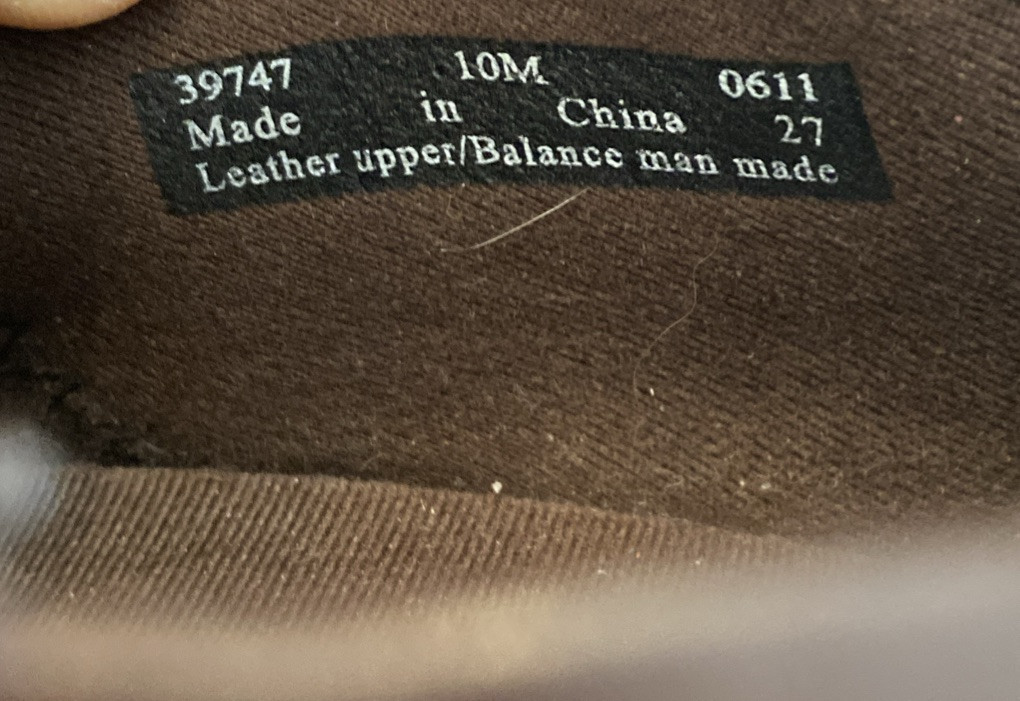 39747 10M 0611
Made in China 27
Leather upper/Balance man made